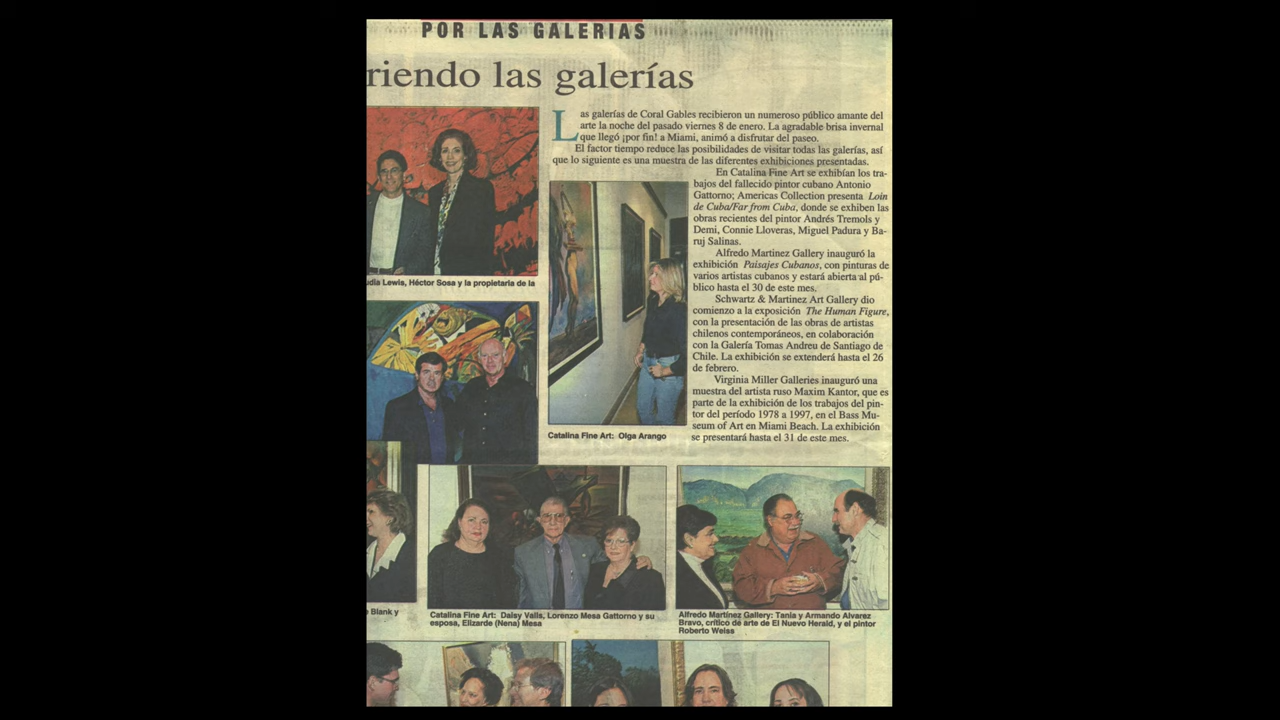 POR LAS GALERIAS
riendo las galerías
Las galerías de Coral Gables recibieron un numeroso público amante del
arte la noche del pasado viernes 8 de enero. La agradable brisa invernal
que llegó ¡por fin! a Miami, animó a disfrutar del paseo.
El factor tiempo reduce las posibilidades de visitar todas las galerías, así
que lo siguiente es una muestra de las diferentes exhibiciones presentadas.
En Catalina Fine Art se exhibían los tra-
bajos del fallecido pintor cubano Antonio
Gattorno; Americas Collection presenta Loin
de Cuba/Far from Cuba, donde se exhiben las
obras recientes del pintor Andrés Tremols y
Demi, Connie Lloveras, Miguel Padura y Ba-
ruj Salinas.
Alfredo Martinez Gallery inauguró la
exhibición Paisajes Cubanos, con pinturas de
varios artistas cubanos y estará abierta al pú-
blico hasta el 30 de este mes.
Schwartz & Martinez Art Gallery dio
comienzo a la exposición The Human Figure,
con la presentación de las obras de artistas
chilenos contemporáneos, en colaboración
con la Galería Tomas Andreu de Santiago de
Chile. La exhibición se extenderá hasta el 26
de febrero.
Virginia Miller Galleries inauguró una
muestra del artista ruso Maxim Kantor, que es
parte de la exhibición de los trabajos del pin-
tor del período 1978 a 1997, en el Bass Mu-
seum of Art en Miami Beach. La exhibición
se presentará hasta el 31 de este mes.
udia Lewis, Héctor Sosa y la propietaria de la
Catalina Fine Art: Olga Arango
e Blank y
Catalina Fine Art: Daisy Valls, Lorenzo Mesa Gattorno y su
esposa, Elizarde (Nena) Mesa
Alfredo Martínez Gallery: Tania y Armando Alvarez
Bravo, crítico de arte de El Nuevo Herald, y el pintor
Roberto Weiss